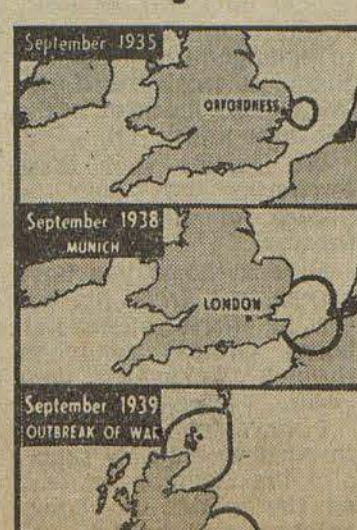 September 1935
ORFORDNESS
September 1938
MUNICH
LONDON
September 1939
OUTBREAK OF WAR